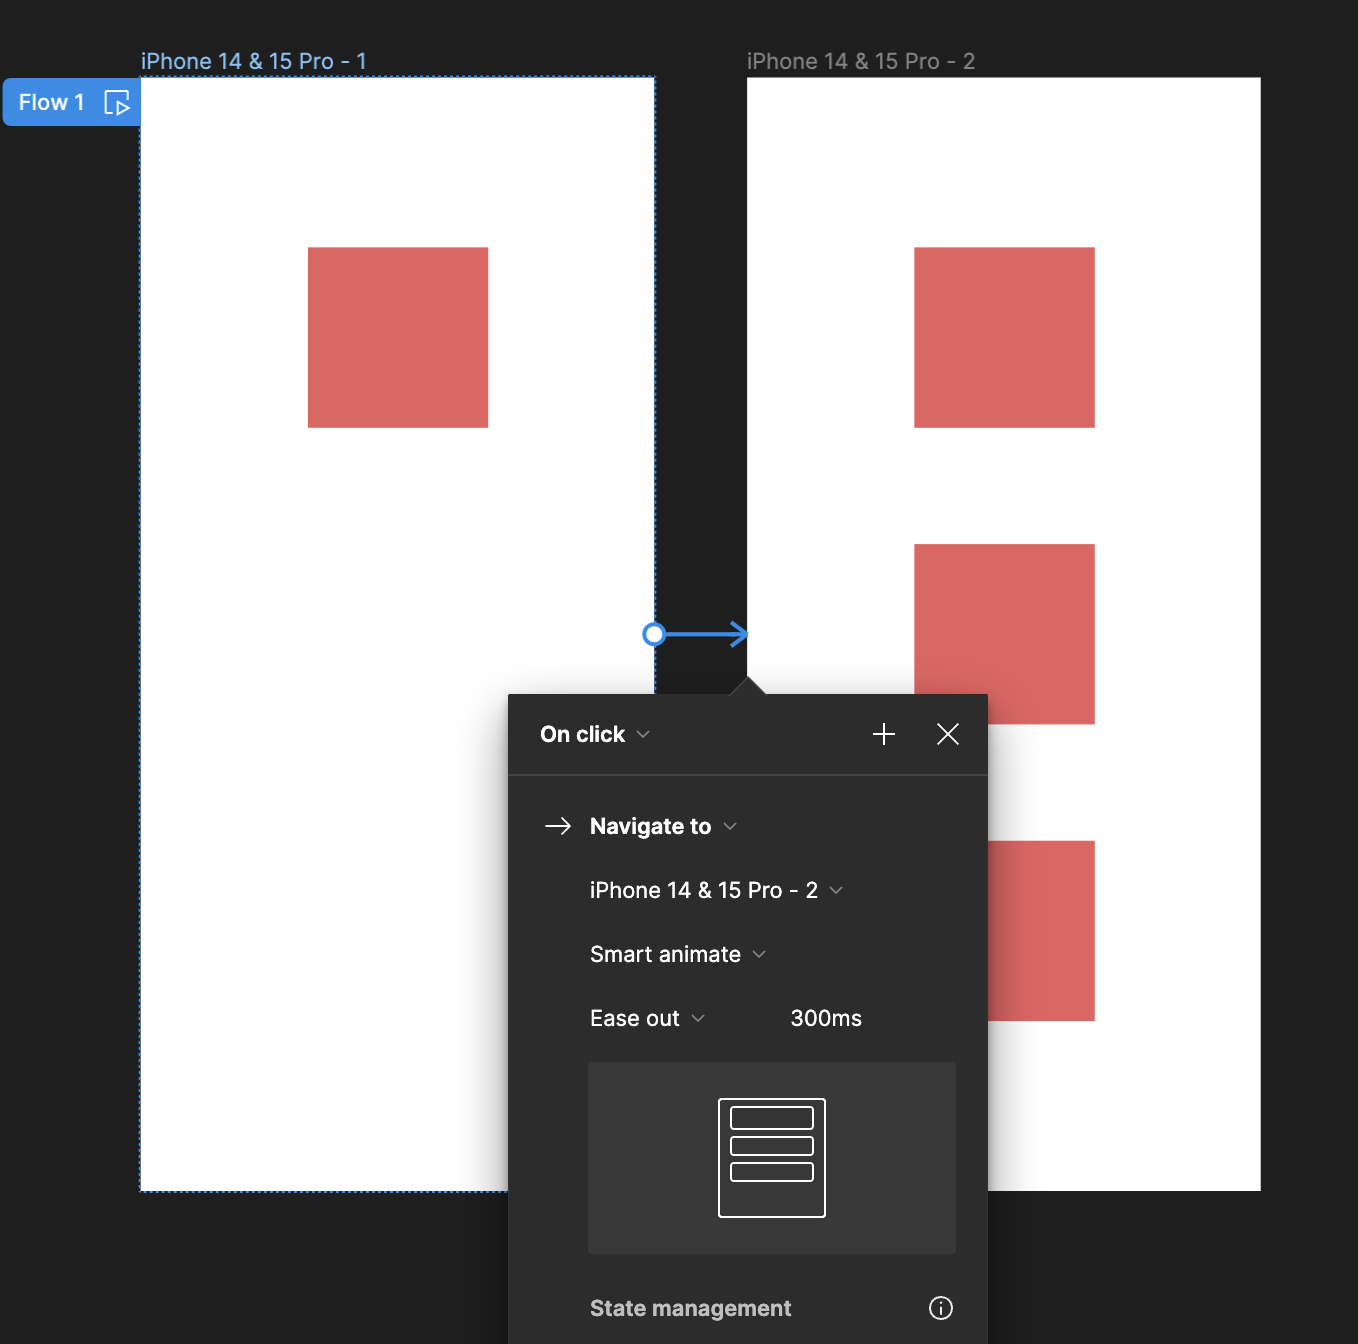 iPhone 14 & 15 Pro - 1
iPhone 14 & 15 Pro - 2
Flow 1
On click
Navigate to
iPhone 14 & 15 Pro - 2
Smart animate
Ease out
300ms
State management